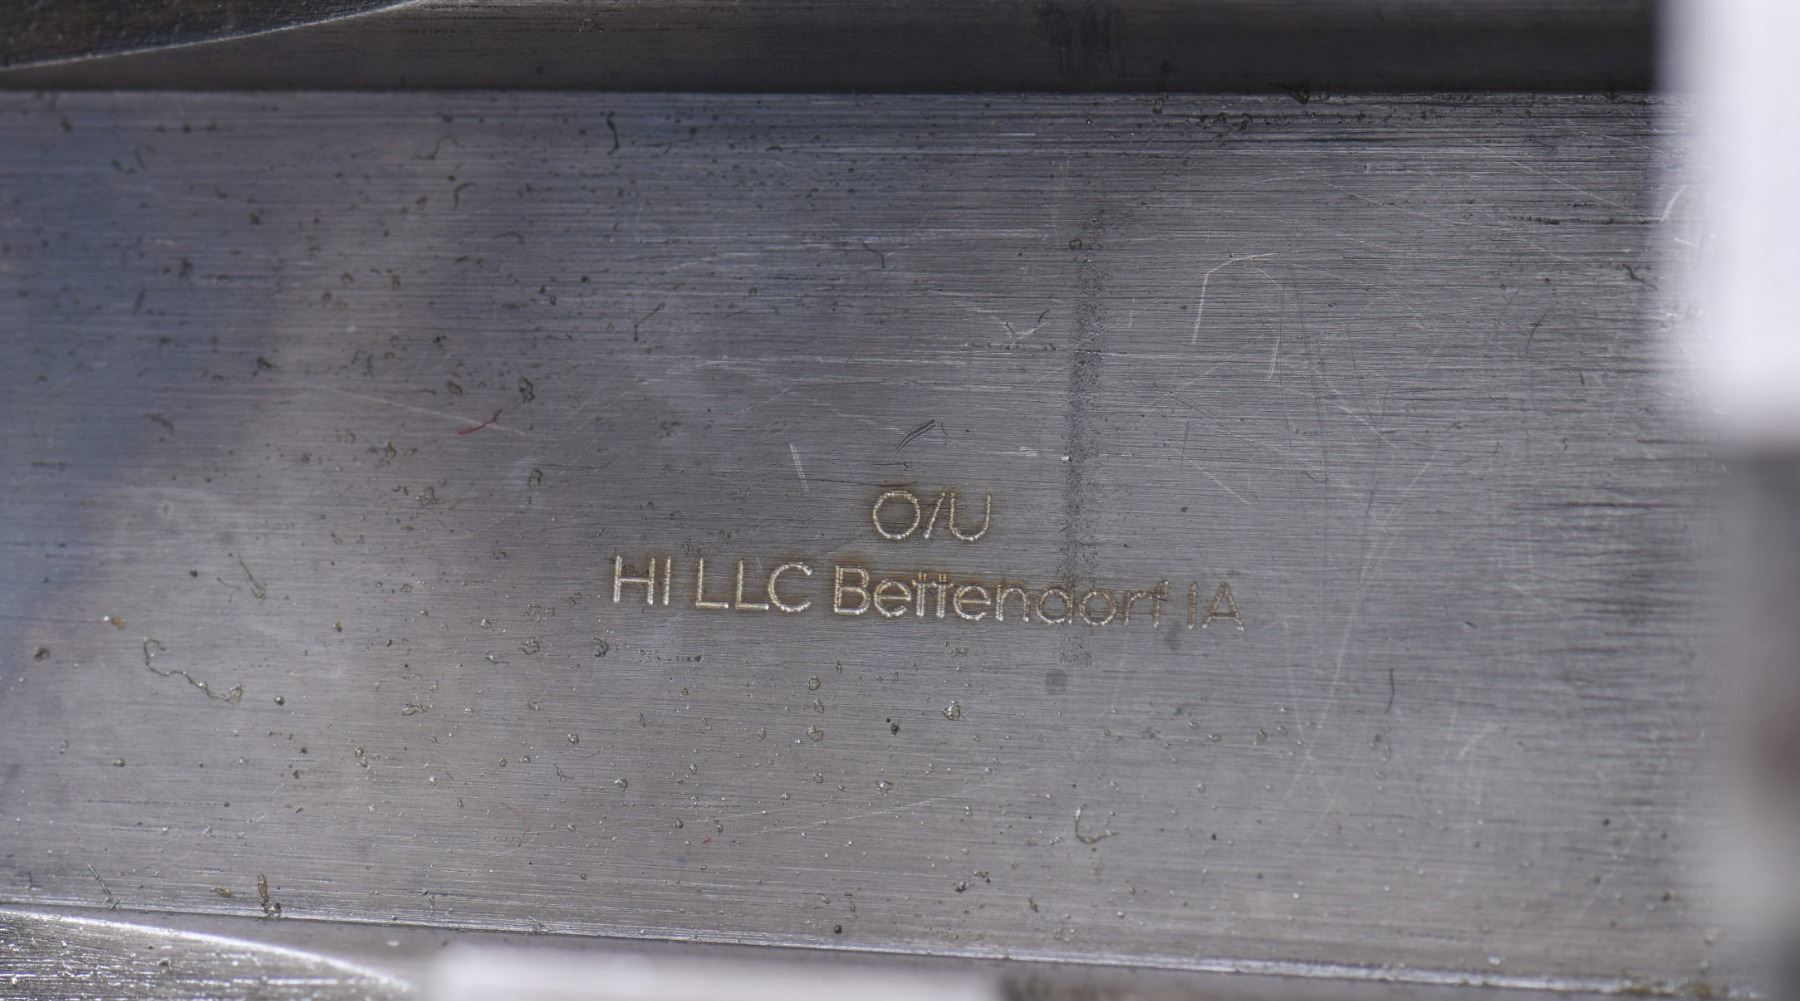 O/U
HI LLC Bettendorf IA